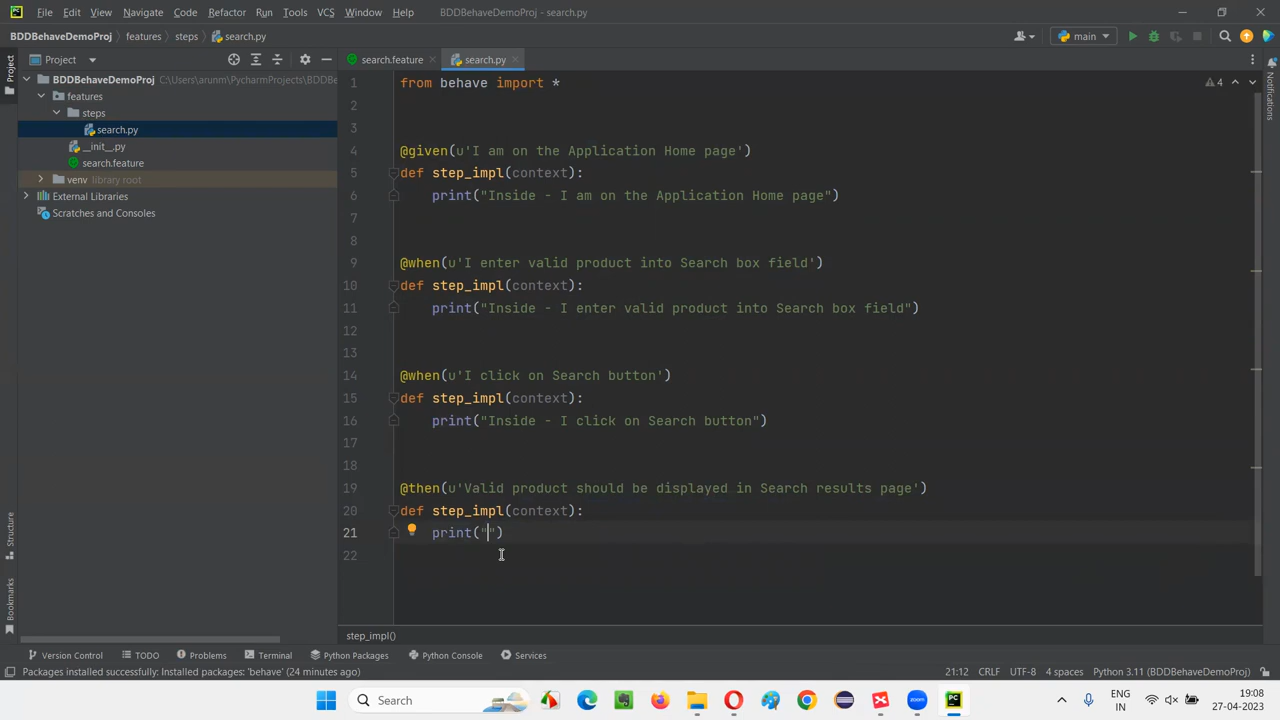 File Edit View Navigate Code Refactor Run Tools VCS Window Help BDDBehaveDemoProj - search.py
BDDBehaveDemoProj features steps search.py main
Project
Project
search.feature
search.py
BDDBehaveDemoProj C:\Users\arunm\PycharmProjects\BDDB
features
steps
search.py
__init__.py
search.feature
venv library root
External Libraries
Scratches and Consoles
Structure
Bookmarks
1 from behave import *
2
3
4 @given(u'I am on the Application Home page')
5 def step_impl(context):
6 print("Inside - I am on the Application Home page")
7
8
9 @when(u'I enter valid product into Search box field')
10 def step_impl(context):
11 print("Inside - I enter valid product into Search box field")
12
13
14 @when(u'I click on Search button')
15 def step_impl(context):
16 print("Inside - I click on Search button")
17
18
19 @then(u'Valid product should be displayed in Search results page')
20 def step_impl(context):
21 print("")
22
4
Notifications
step_impl()
Version Control TODO Problems Terminal Python Packages Python Console Services
Packages installed successfully: Installed packages: 'behave' (24 minutes ago) 21:12 CRLF UTF-8 4 spaces Python 3.11 (BDDBehaveDemoProj)
Search zoom PC ENG 19:08
IN 27-04-2023